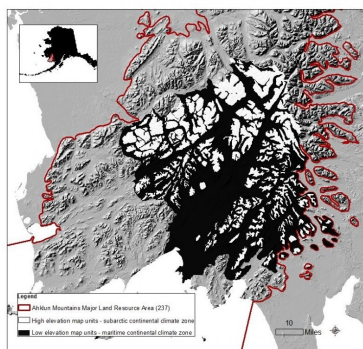 Legend
Ahklun Mountains Major Land Resource Area (237)
High elevation map units - subarctic continental climate zone
Low elevation map units - maritime continental climate zone
10
Miles